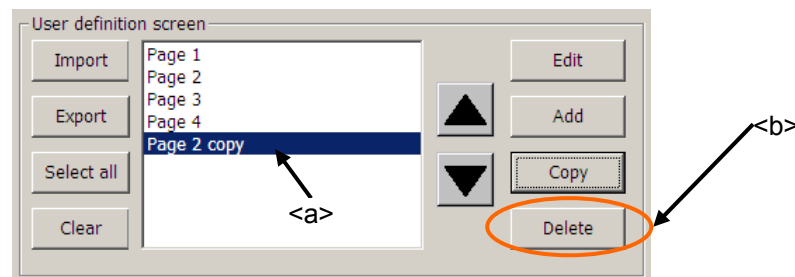 User definition screen
Import
Export
Select all
Clear
Page 1
Page 2
Page 3
Page 4
Page 2 copy
<a>
Edit
Add
Copy
Delete
<b>